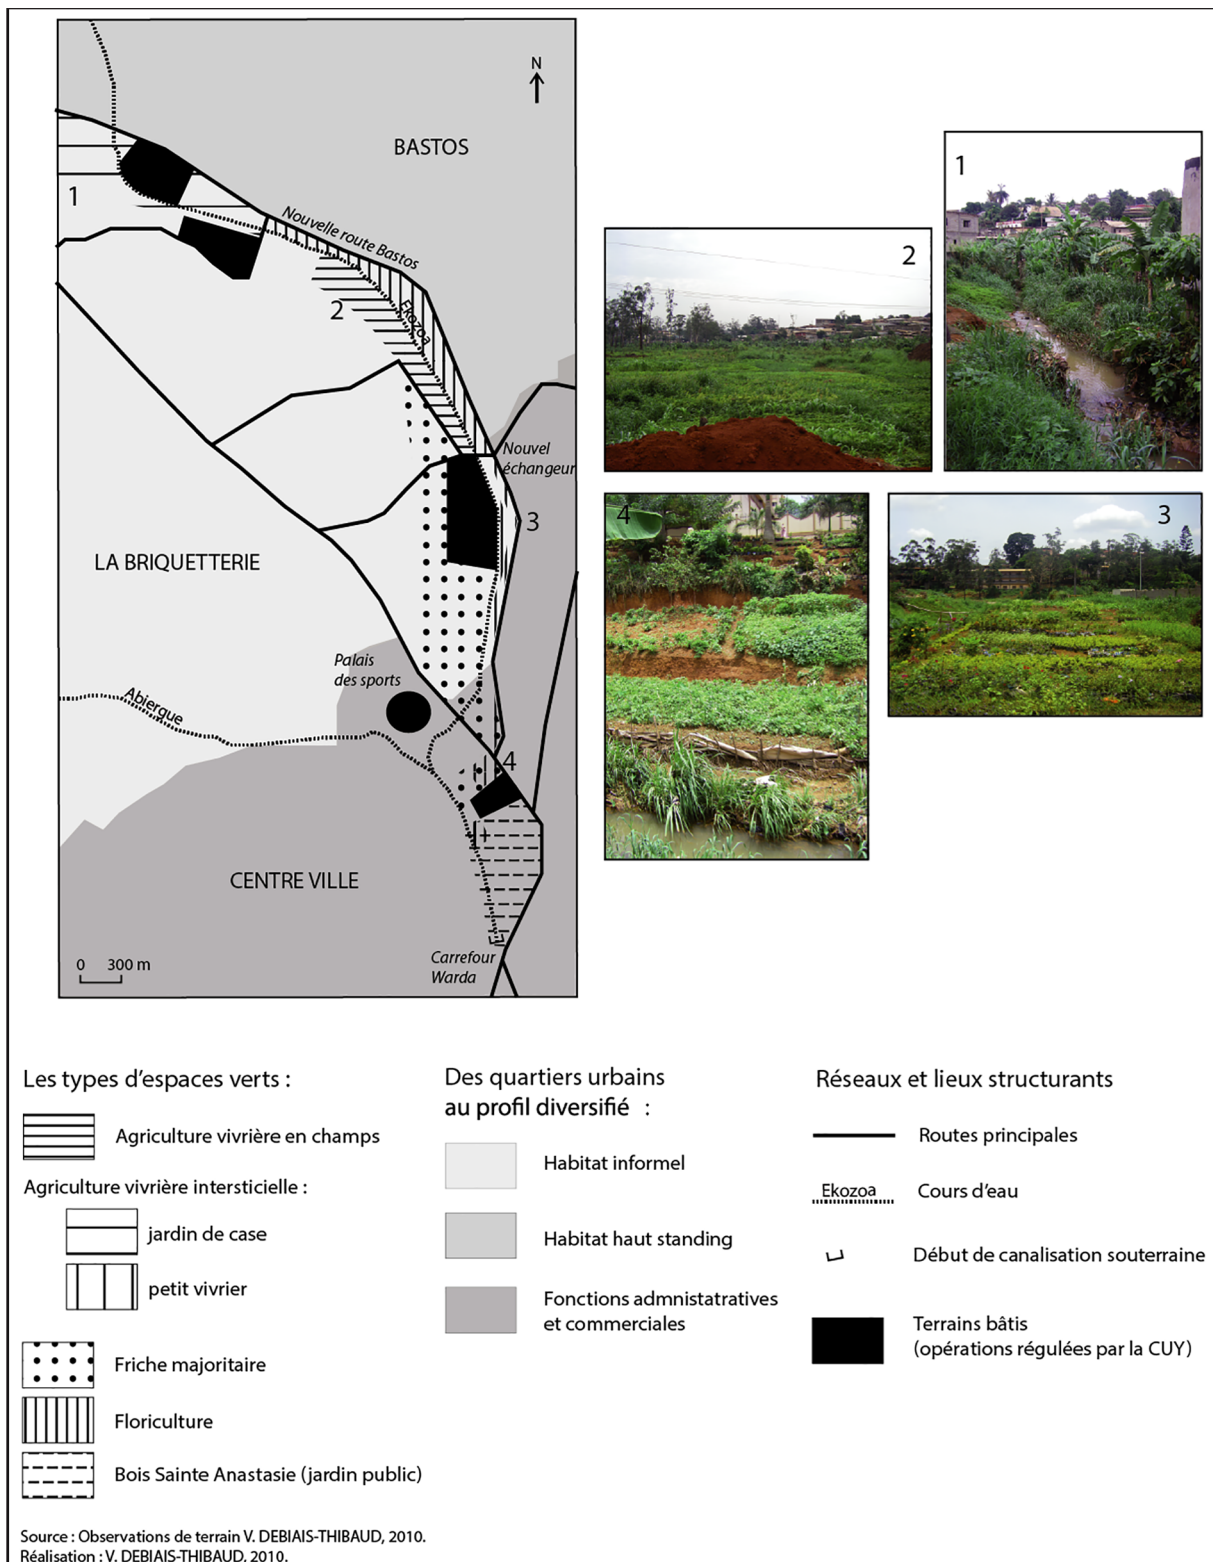 N
BASTOS
1
Nouvelle route Bastos
2
Ekozoa
Nouvel
échangeur
3
LA BRIQUETTERIE
Palais
des sports
Abiergue
4
CENTRE VILLE
Carrefour
Warda
0 300 m
1
2
4
3
Les types d'espaces verts :
Agriculture vivrière en champs
Agriculture vivrière intersticielle :
jardin de case
petit vivrier
Friche majoritaire
Floriculture
Bois Sainte Anastasie (jardin public)
Des quartiers urbains
au profil diversifié :
Habitat informel
Habitat haut standing
Fonctions admnistatratives
et commerciales
Réseaux et lieux structurants
Routes principales
Ekozoa Cours d'eau
Début de canalisation souterraine
Terrains bâtis
(opérations régulées par la CUY)
Source : Observations de terrain V. DEBIAIS-THIBAUD, 2010.
Réalisation : V. DEBIAIS-THIBAUD, 2010.